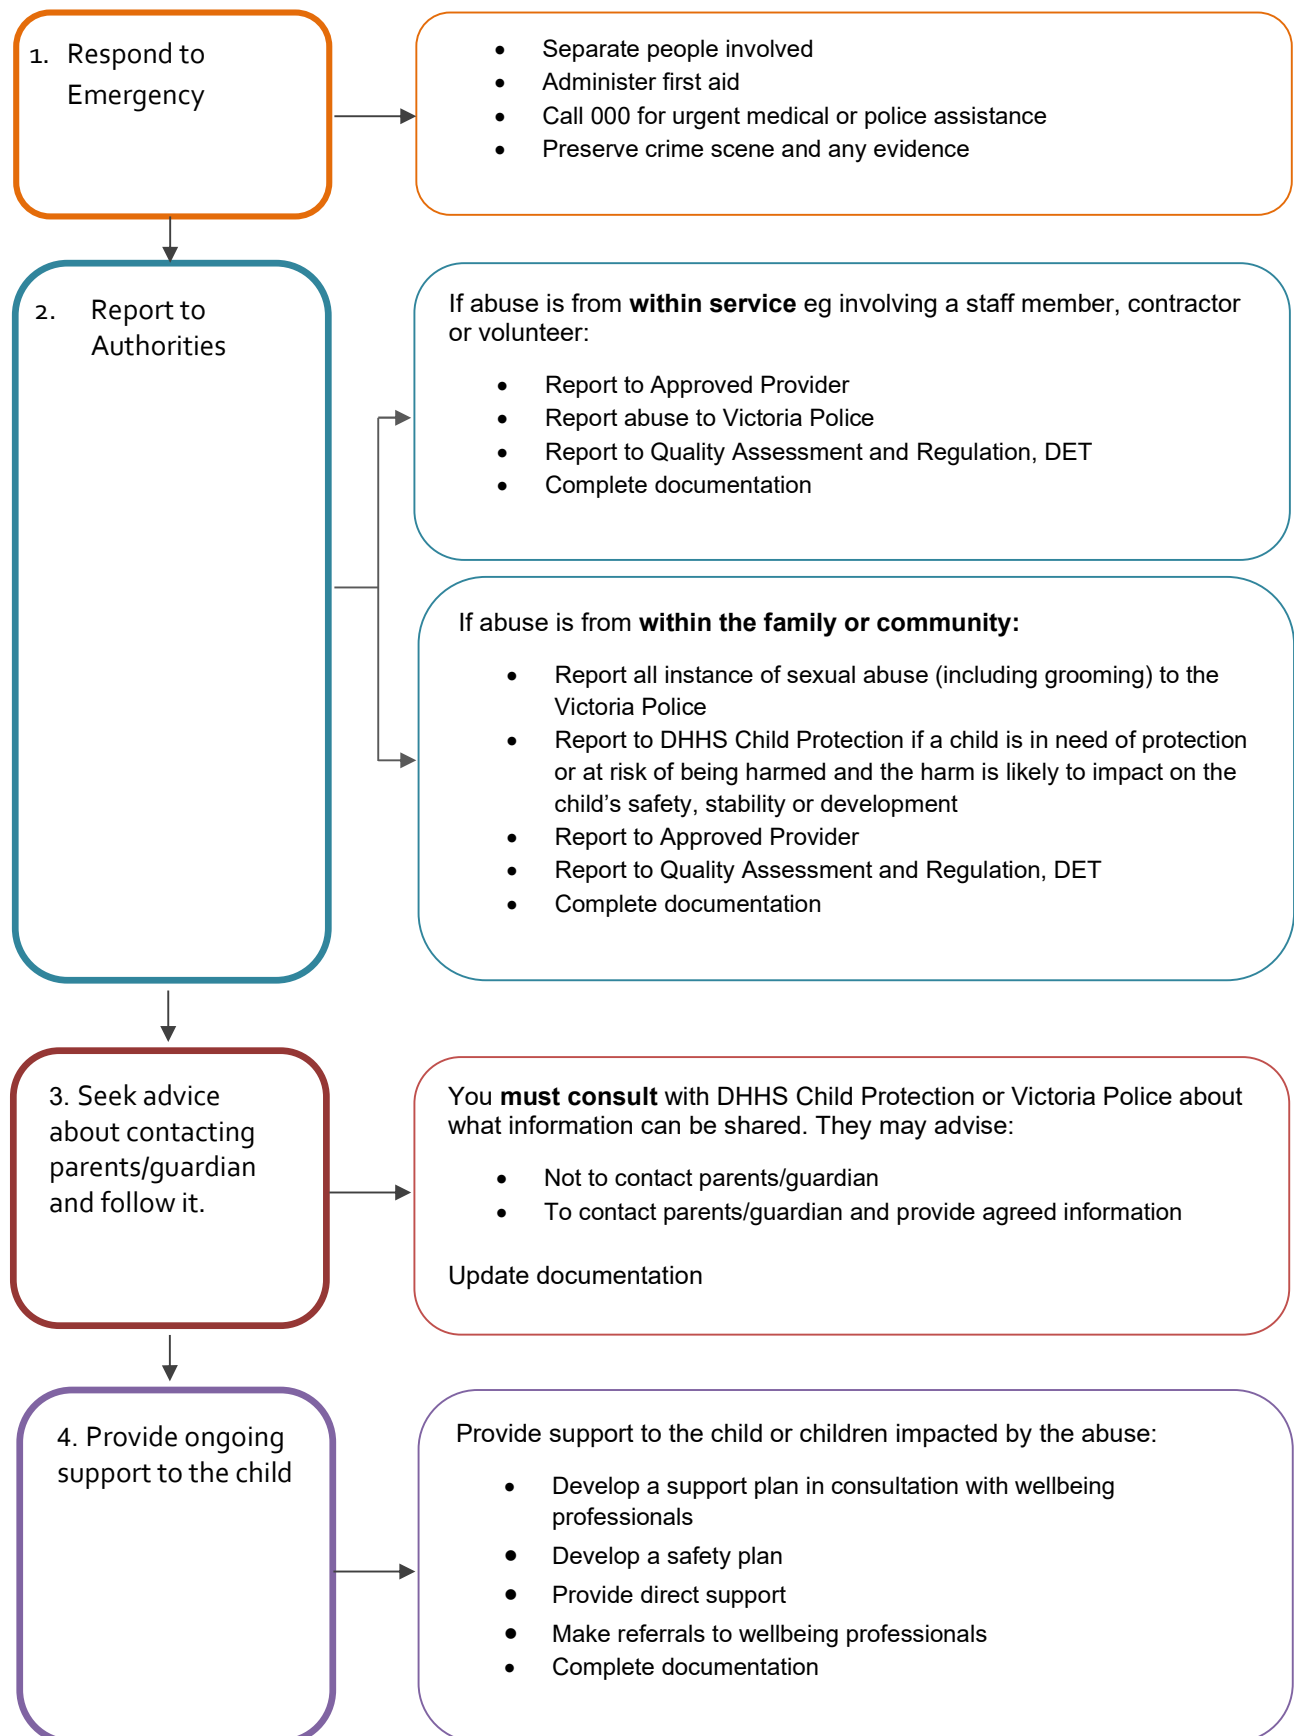 1. Respond to
Emergency
• Separate people involved
• Administer first aid
• Call 000 for urgent medical or police assistance
• Preserve crime scene and any evidence
2. Report to
Authorities
If abuse is from within service eg involving a staff member, contractor
or volunteer:
• Report to Approved Provider
• Report abuse to Victoria Police
• Report to Quality Assessment and Regulation, DET
• Complete documentation
If abuse is from within the family or community:
• Report all instance of sexual abuse (including grooming) to the
Victoria Police
• Report to DHHS Child Protection if a child is in need of protection
or at risk of being harmed and the harm is likely to impact on the
child’s safety, stability or development
• Report to Approved Provider
• Report to Quality Assessment and Regulation, DET
• Complete documentation
3. Seek advice
about contacting
parents/guardian
and follow it.
You must consult with DHHS Child Protection or Victoria Police about
what information can be shared. They may advise:
• Not to contact parents/guardian
• To contact parents/guardian and provide agreed information
Update documentation
4. Provide ongoing
support to the child
Provide support to the child or children impacted by the abuse:
• Develop a support plan in consultation with wellbeing
professionals
• Develop a safety plan
• Provide direct support
• Make referrals to wellbeing professionals
• Complete documentation